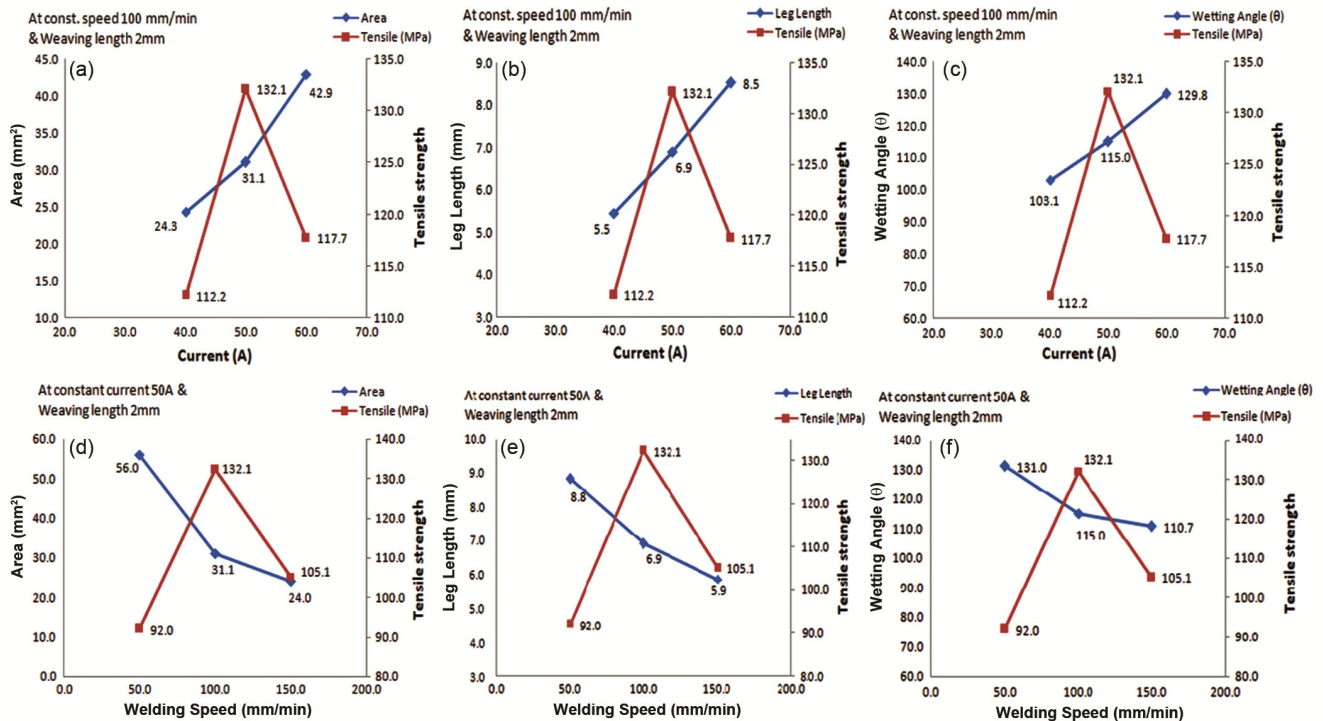 At const. speed 100 mm/min
& Weaving length 2mm
Area
Tensile (MPa)
(a)
45.0
40.0
35.0
30.0
25.0
20.0
15.0
10.0
Area (mm²)
135.0
130.0
125.0
120.0
115.0
110.0
Tensile strength
132.1
42.9
31.1
24.3
117.7
112.2
20.0 30.0 40.0 50.0 60.0 70.0
Current (A)
At const. speed 100 mm/min
& Weaving length 2mm
Leg Length
Tensile (MPa)
(b)
9.0
8.0
7.0
6.0
5.0
4.0
3.0
Leg Length (mm)
135.0
130.0
125.0
120.0
115.0
110.0
Tensile strength
132.1
8.5
6.9
5.5
117.7
112.2
20.0 30.0 40.0 50.0 60.0 70.0
Current (A)
At const. speed 100 mm/min
& Weaving length 2mm
Wetting Angle (θ)
Tensile (MPa)
(c)
140.0
130.0
120.0
110.0
100.0
90.0
80.0
70.0
60.0
Wetting Angle (θ)
135.0
130.0
125.0
120.0
115.0
110.0
Tensile strength
132.1
129.8
115.0
103.1
117.7
112.2
20.0 30.0 40.0 50.0 60.0 70.0
Current (A)
At constant current 50A &
Weaving length 2mm
Area
Tensile (MPa)
(d)
60.0
50.0
40.0
30.0
20.0
10.0
0.0
Area (mm²)
140.0
130.0
120.0
110.0
100.0
90.0
80.0
Tensile strength
56.0
132.1
31.1
105.1
24.0
92.0
0.0 50.0 100.0 150.0 200.0
Welding Speed (mm/min)
At constant current 50A &
Weaving length 2mm
Leg Length
Tensile (MPa)
(e)
10.0
9.0
8.0
7.0
6.0
5.0
4.0
3.0
Leg Length (mm)
130.0
120.0
110.0
100.0
90.0
80.0
Tensile strength
132.1
8.8
6.9
105.1
5.9
92.0
0.0 50.0 100.0 150.0 200.0
Welding Speed (mm/min)
At constant current 50A &
Weaving length 2mm
Wetting Angle (θ)
Tensile (MPa)
(f)
140.0
130.0
120.0
110.0
100.0
90.0
80.0
70.0
60.0
Wetting Angle (θ)
140.0
130.0
120.0
110.0
100.0
90.0
80.0
Tensile strength
132.1
131.0
115.0
110.7
105.1
92.0
0.0 50.0 100.0 150.0 200.0
Welding Speed (mm/min)